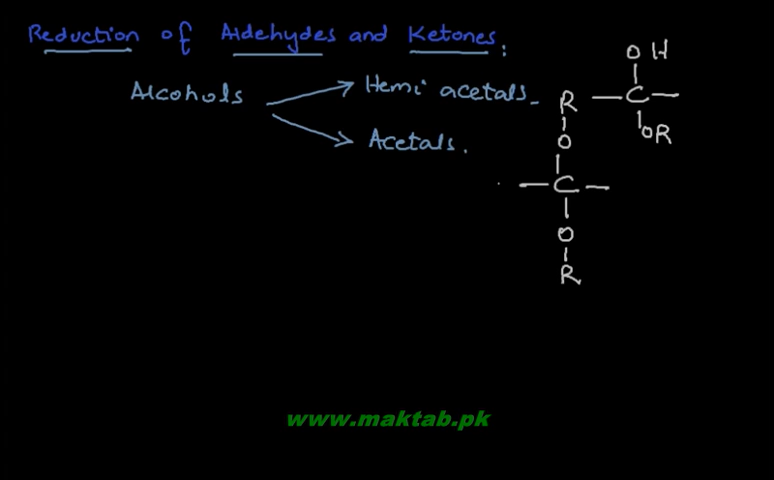 Reduction of Aldehydes and Ketones:
Alcohols
Hemi acetals
Acetals.
OH
R — C —
OR
O
— C —
O
R
www.maktab.pk